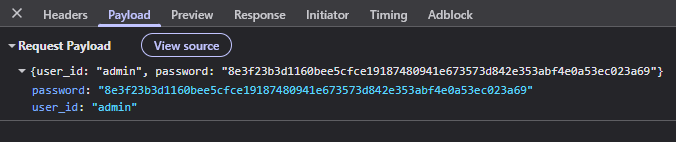 Headers Payload Preview Response Initiator Timing Adblock
Request Payload View source
{user_id: "admin", password: "8e3f23b3d1160bee5cfce19187480941e673573d842e353abf4e0a53ec023a69"}
password: "8e3f23b3d1160bee5cfce19187480941e673573d842e353abf4e0a53ec023a69"
user_id: "admin"